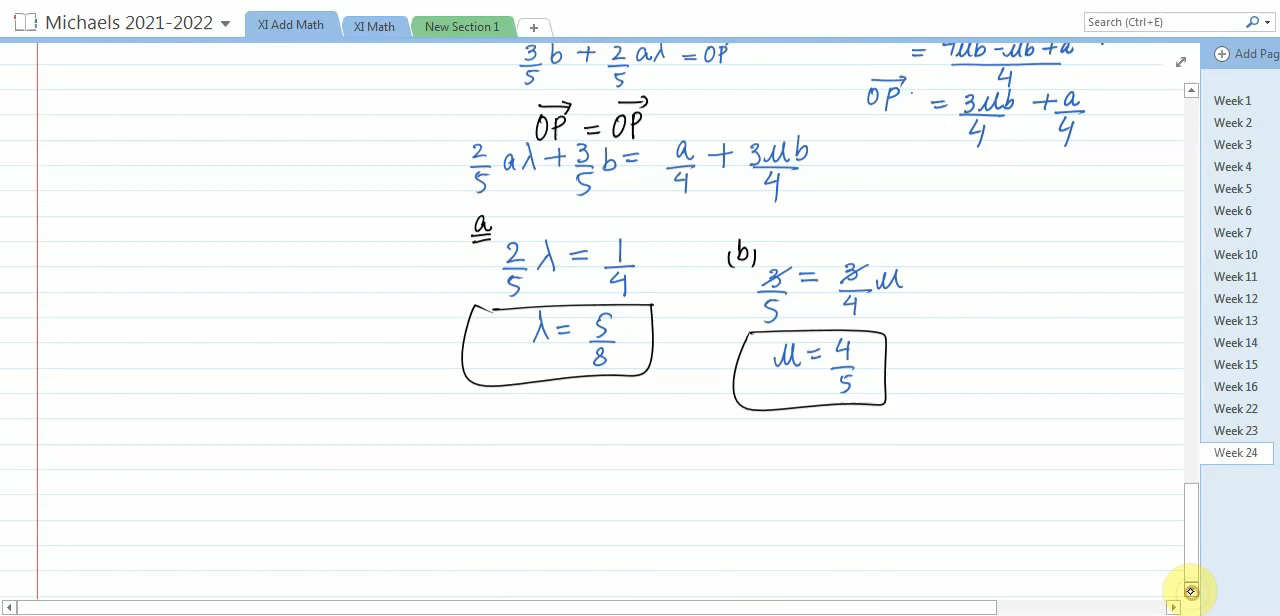 Michaels 2021-2022
XI Add Math
XI Math
New Section 1
Search (Ctrl+E)
Add Pag
Week 1
Week 2
Week 3
Week 4
Week 5
Week 6
Week 7
Week 10
Week 11
Week 12
Week 13
Week 14
Week 15
Week 16
Week 22
Week 23
Week 24
3/5 b + 2/5 aλ = OP
= (4μb - μb + a)/4
OP = 3μb/4 + a/4
OP = OP
2/5 aλ + 3/5 b = a/4 + 3μb/4
a
2/5 λ = 1/4
λ = 5/8
(b)
3/5 = 3/4 μ
μ = 4/5